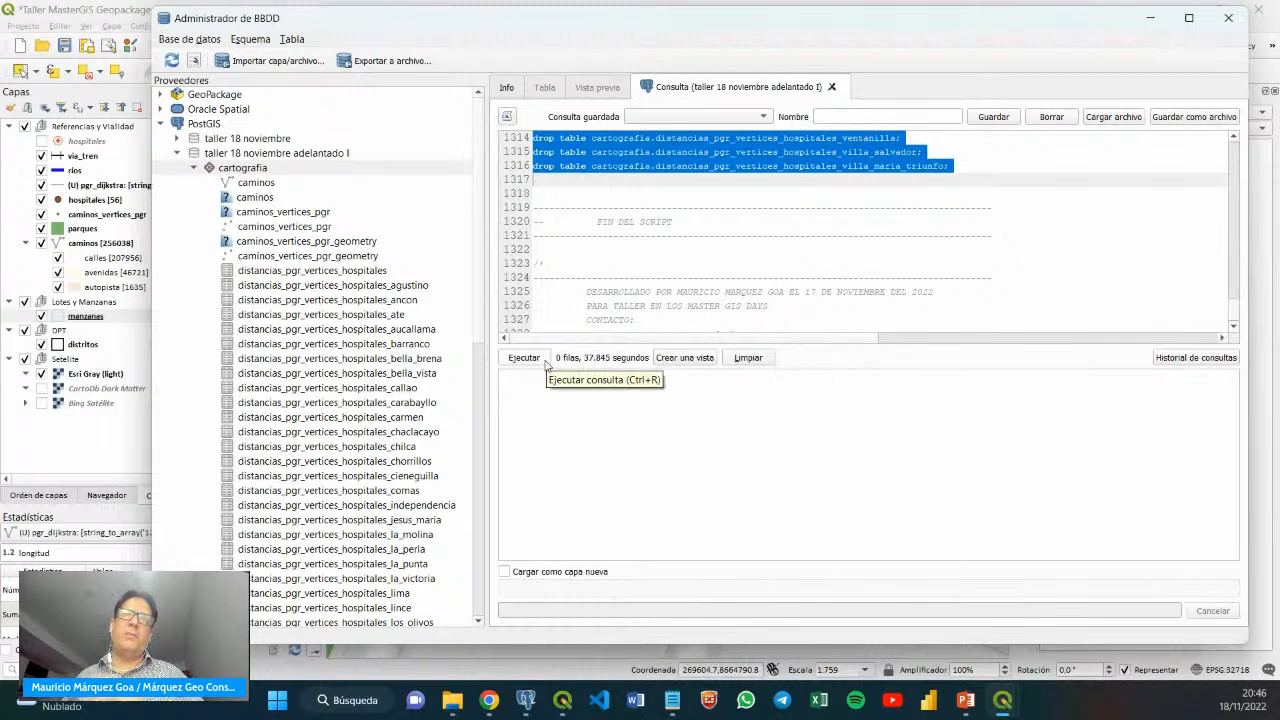 *Taller MasterGIS Geopackage
Administrador de BBDD
Proyecto Edición Ver Capa
Base de datos Esquema Tabla
Importar capa/archivo...
Exportar a archivo...
Proveedores
GeoPackage
Oracle Spatial
PostGIS
taller 18 noviembre
taller 18 noviembre adelantado I
cartografia
caminos
caminos
caminos_vertices_pgr
caminos_vertices_pgr
caminos_vertices_pgr_geometry
caminos_vertices_pgr_geometry
distancias_pgr_vertices_hospitales
distancias_pgr_vertices_hospitales_agustino
distancias_pgr_vertices_hospitales_ancon
distancias_pgr_vertices_hospitales_ate
distancias_pgr_vertices_hospitales_aucallama
distancias_pgr_vertices_hospitales_barranco
distancias_pgr_vertices_hospitales_bella_brena
distancias_pgr_vertices_hospitales_bella_vista
distancias_pgr_vertices_hospitales_callao
distancias_pgr_vertices_hospitales_carabayllo
distancias_pgr_vertices_hospitales_carmen
distancias_pgr_vertices_hospitales_chaclacayo
distancias_pgr_vertices_hospitales_chilca
distancias_pgr_vertices_hospitales_chorrillos
distancias_pgr_vertices_hospitales_cieneguilla
distancias_pgr_vertices_hospitales_comas
distancias_pgr_vertices_hospitales_independencia
distancias_pgr_vertices_hospitales_jesus_maria
distancias_pgr_vertices_hospitales_la_molina
distancias_pgr_vertices_hospitales_la_perla
distancias_pgr_vertices_hospitales_la_punta
distancias_pgr_vertices_hospitales_la_victoria
distancias_pgr_vertices_hospitales_lima
distancias_pgr_vertices_hospitales_lince
distancias_pgr_vertices_hospitales_los_olivos
Capas
Referencias y Vialidad
hospitales
via_tren
rios
(U) pgr_dijkstra: [string
hospitales [56]
caminos_vertices_pgr
parques
caminos [256038]
calles [207956]
avenidas [46721]
autopista [1635]
Lotes y Manzanas
manzanas
DPT
distritos
Satelite
Esri Gray (light)
CartoDb Dark Matter
Bing Satélite
Orden de capas Navegador
Estadísticas
(U) pgr_dijkstra: [string_to_array('1
1.2 longitud
Info Tabla Vista previa Consulta (taller 18 noviembre adelantado I)
Consulta guardada Nombre Guardar Borrar Cargar archivo Guardar como archivo
1314 drop table cartografia.distancias_pgr_vertices_hospitales_ventanilla;
1315 drop table cartografia.distancias_pgr_vertices_hospitales_villa_salvador;
1316 drop table cartografia.distancias_pgr_vertices_hospitales_villa_maria_triunfo;
1317
1318
1319 --------------------------------------------------
1320 -- FIN DEL SCRIPT
1321 --------------------------------------------------
1322
1323 /*
1324 --------------------------------------------------
1325 DESARROLLADO POR MAURICIO MARQUEZ GOA EL 17 DE NOVIEMBRE DEL 2022
1326 PARA TALLER EN LOS MASTER GIS DAYS
1327 CONTACTO:
Ejecutar 0 filas, 37.845 segundos Crear una vista Limpiar Historial de consultas
Ejecutar consulta (Ctrl+R)
Cargar como capa nueva
Cancelar
Mauricio Márquez Goa / Márquez Geo Cons...
Coordenada 269604.7,8664790.8 Escala 1:759 Amplificador 100% Rotación 0,0° Representar EPSG:32718
Nublado
Búsqueda
20:46
18/11/2022